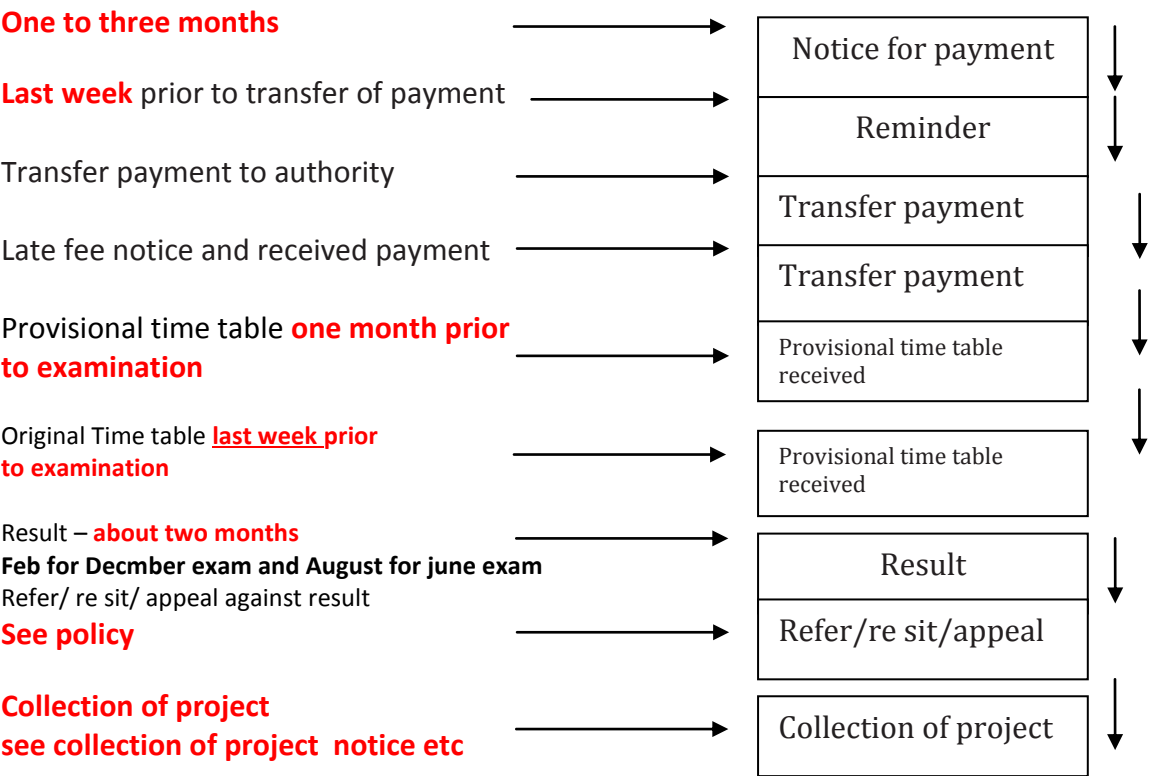 One to three months
Notice for payment
Last week prior to transfer of payment
Reminder
Transfer payment to authority
Transfer payment
Late fee notice and received payment
Transfer payment
Provisional time table one month prior
to examination
Provisional time table
received
Original Time table last week prior
to examination
Provisional time table
received
Result – about two months
Feb for Decmber exam and August for june exam
Refer/ re sit/ appeal against result
See policy
Result
Refer/re sit/appeal
Collection of project
see collection of project  notice etc
Collection of project